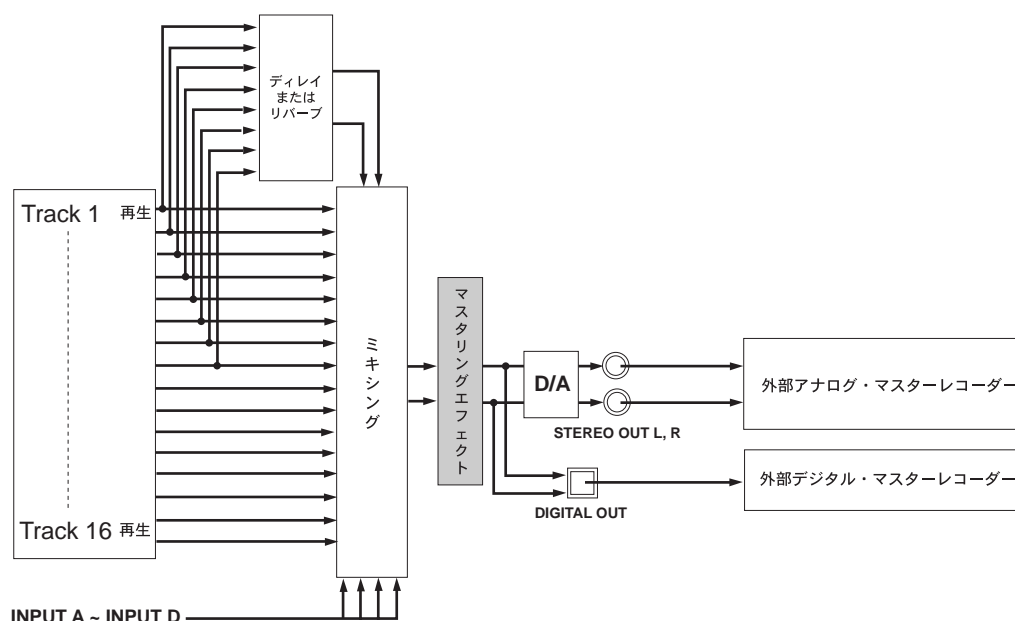 ディレイ
または
リバーブ
Track 1 再生
Track 16 再生
ミキシング
マスタリングエフェクト
D/A
STEREO OUT L, R
DIGITAL OUT
外部アナログ・マスターレコーダー
外部デジタル・マスターレコーダー
INPUT A ~ INPUT D